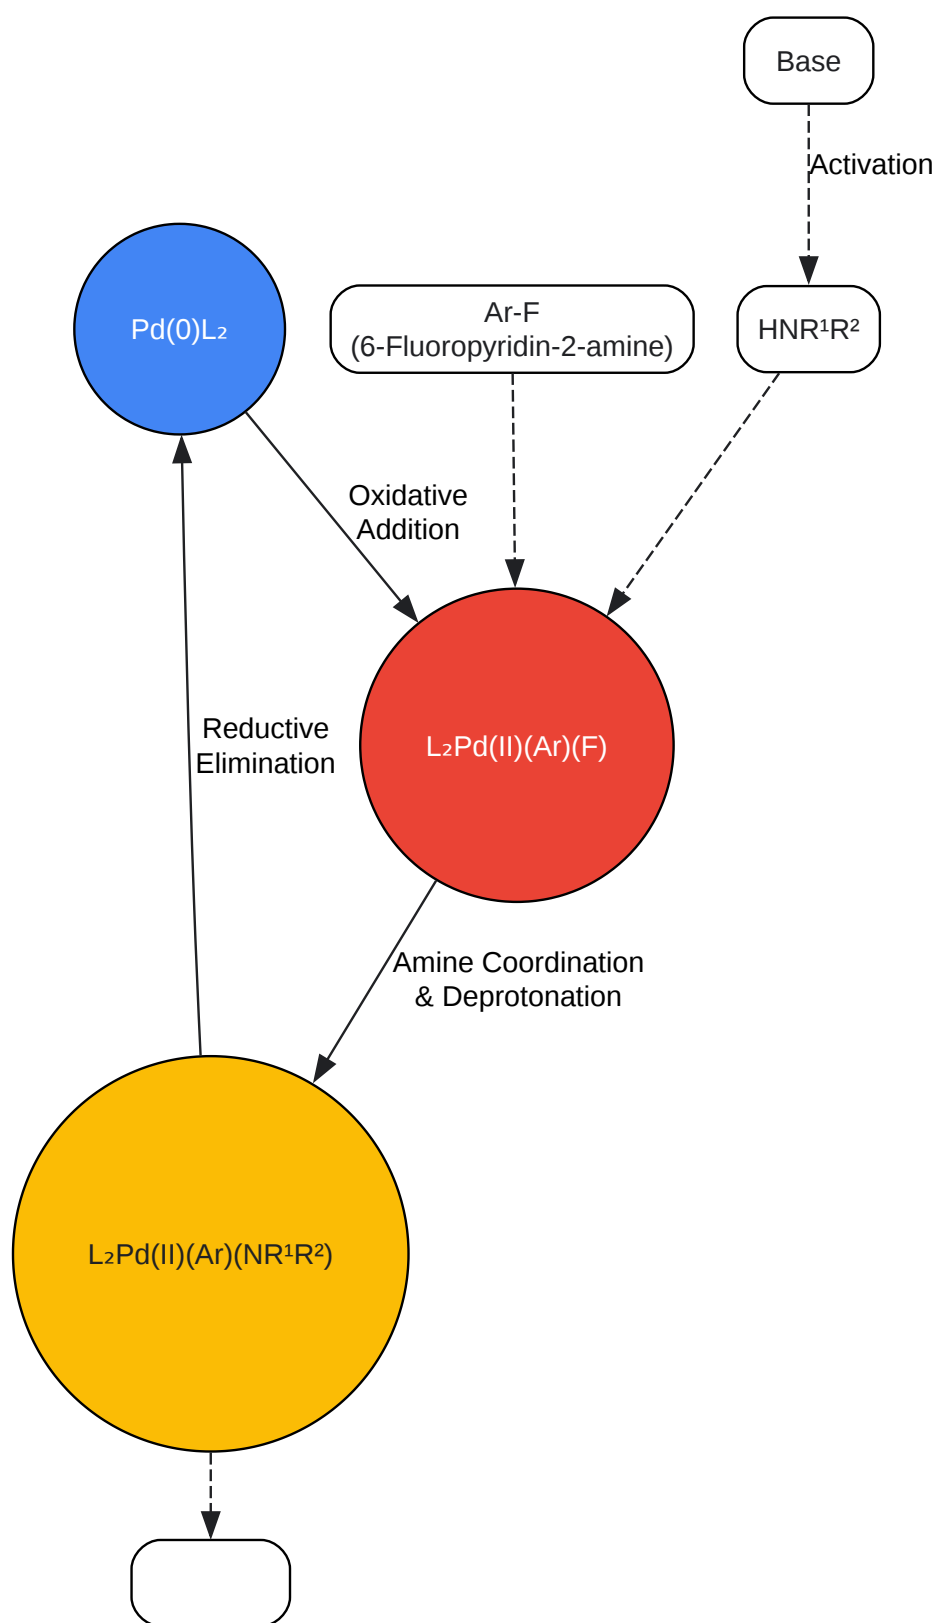 Base
Activation
Pd(0)L₂
Ar-F
(6-Fluoropyridin-2-amine)
HNR¹R²
Oxidative
Addition
Reductive
Elimination
L₂Pd(II)(Ar)(F)
Amine Coordination
& Deprotonation
L₂Pd(II)(Ar)(NR¹R²)